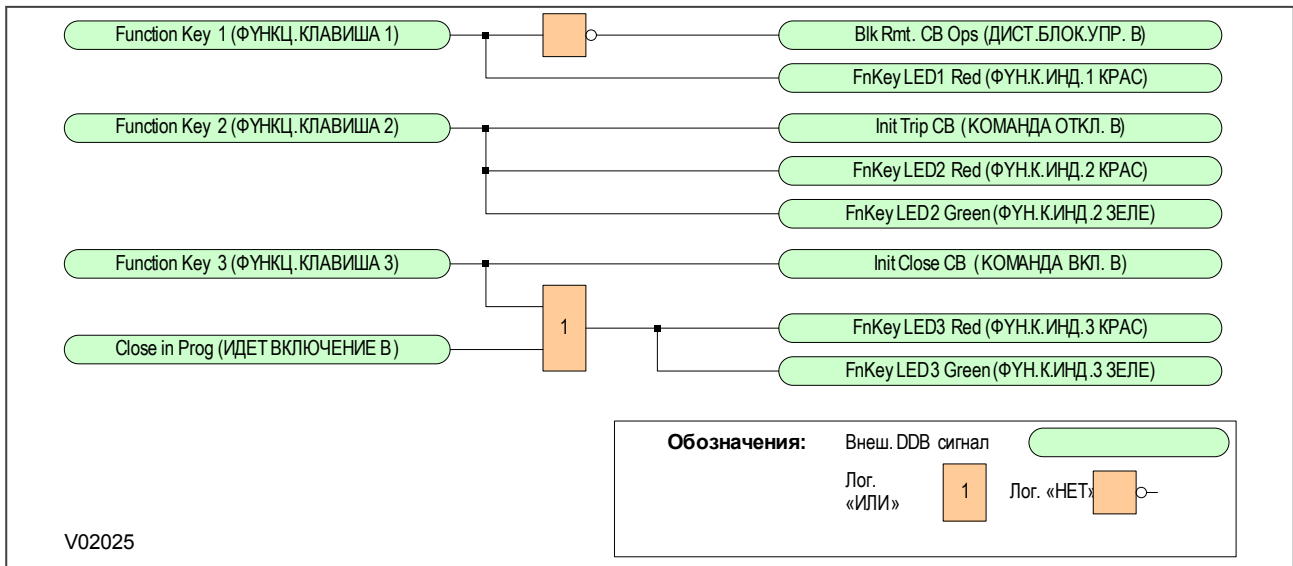 Function Key 1 (ФУНКЦ.КЛАВИША 1)
Blk Rmt. CB Ops (ДИСТ.БЛОК.УПР. В)
FnKey LED1 Red (ФУН.К.ИНД.1 КРАС)
Function Key 2 (ФУНКЦ.КЛАВИША 2)
Init Trip CB (КОМАНДА ОТКЛ. В)
FnKey LED2 Red (ФУН.К.ИНД.2 КРАС)
FnKey LED2 Green (ФУН.К.ИНД.2 ЗЕЛЕ)
Function Key 3 (ФУНКЦ.КЛАВИША 3)
Init Close CB (КОМАНДА ВКЛ. В)
1
FnKey LED3 Red (ФУН.К.ИНД.3 КРАС)
Close in Prog (ИДЕТ ВКЛЮЧЕНИЕ В)
FnKey LED3 Green (ФУН.К.ИНД.3 ЗЕЛЕ)
Обозначения: Внеш. DDB сигнал
Лог. «ИЛИ» 1 Лог. «НЕТ»
V02025